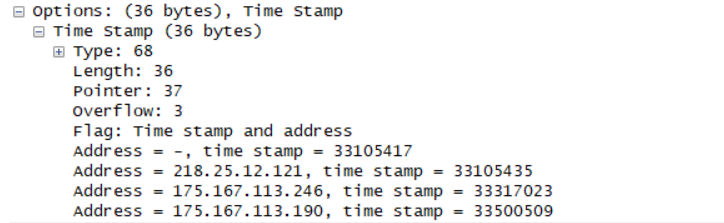 Options: (36 bytes), Time Stamp
Time Stamp (36 bytes)
Type: 68
Length: 36
Pointer: 37
Overflow: 3
Flag: Time stamp and address
Address = -, time stamp = 33105417
Address = 218.25.12.121, time stamp = 33105435
Address = 175.167.113.246, time stamp = 33317023
Address = 175.167.113.190, time stamp = 33500509